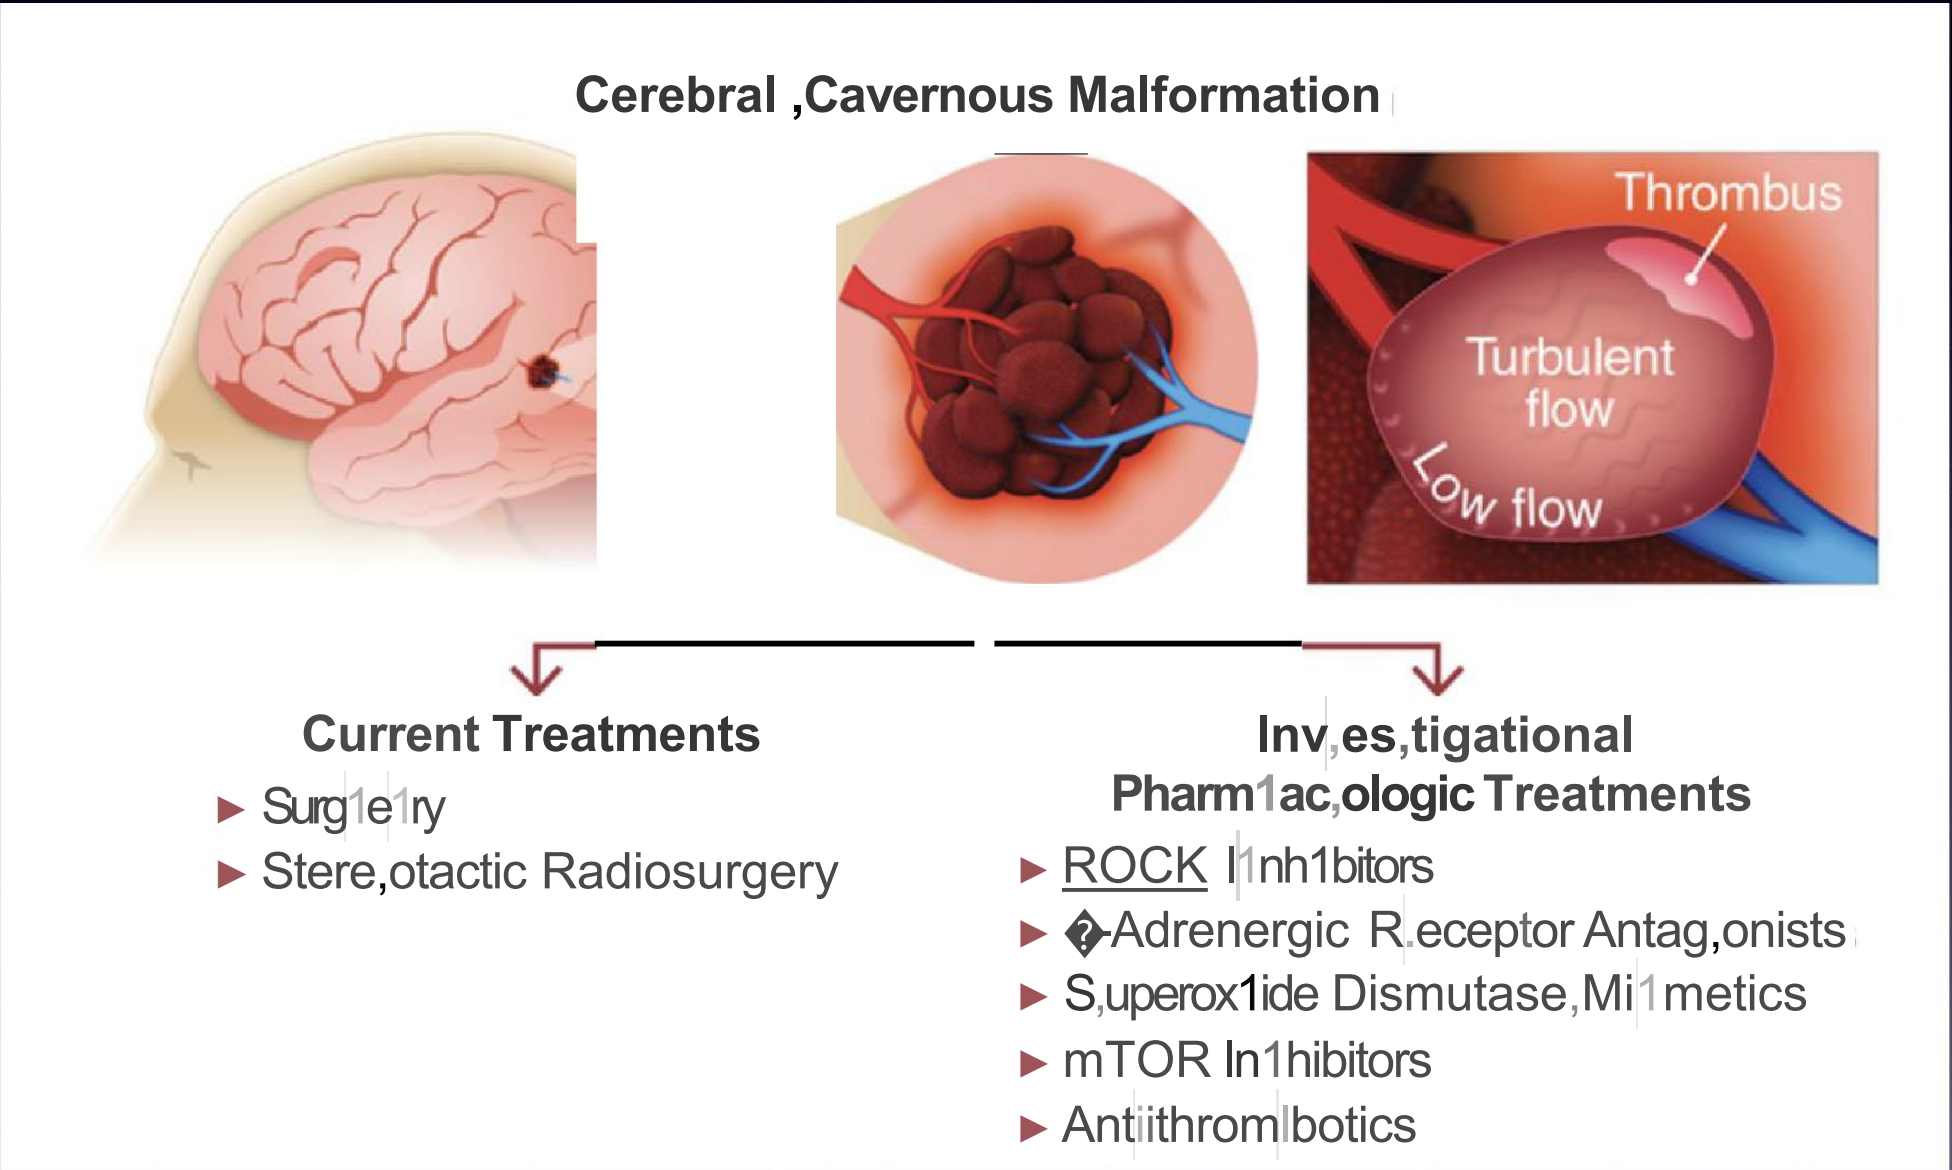 Cerebral ,Cavernous Malformation
Thrombus
Turbulent
flow
Low flow
Current Treatments
► Surg1e1ry
► Stere,otactic Radiosurgery
Inv,es,tigational
Pharm1ac,ologic Treatments
► ROCK I1nh1bitors
► �-Adrenergic R.eceptor Antag,onists
► S,uperox1ide Dismutase,Mi1metics
► mTOR In1hibitors
► Antiithromlbotics